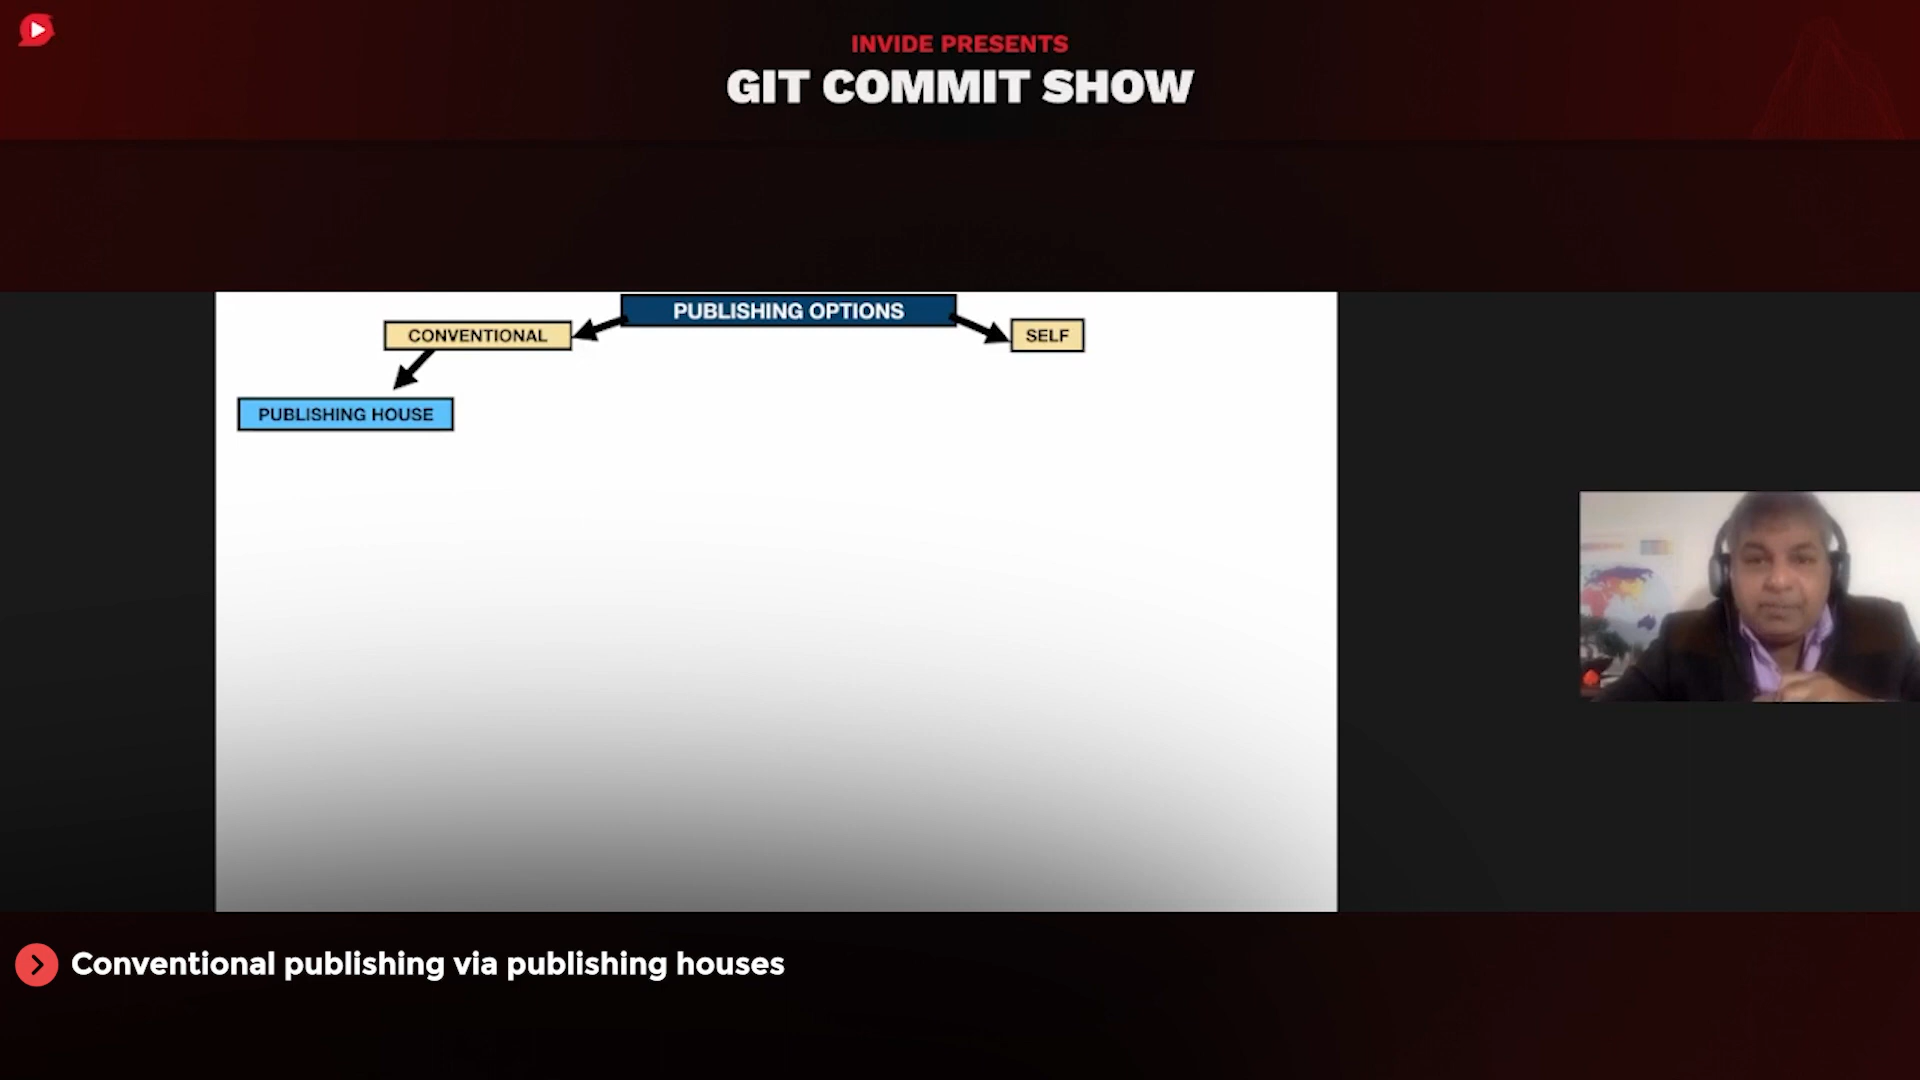 INVIDE PRESENTS
GIT COMMIT SHOW
PUBLISHING OPTIONS
CONVENTIONAL
SELF
PUBLISHING HOUSE
Conventional publishing via publishing houses